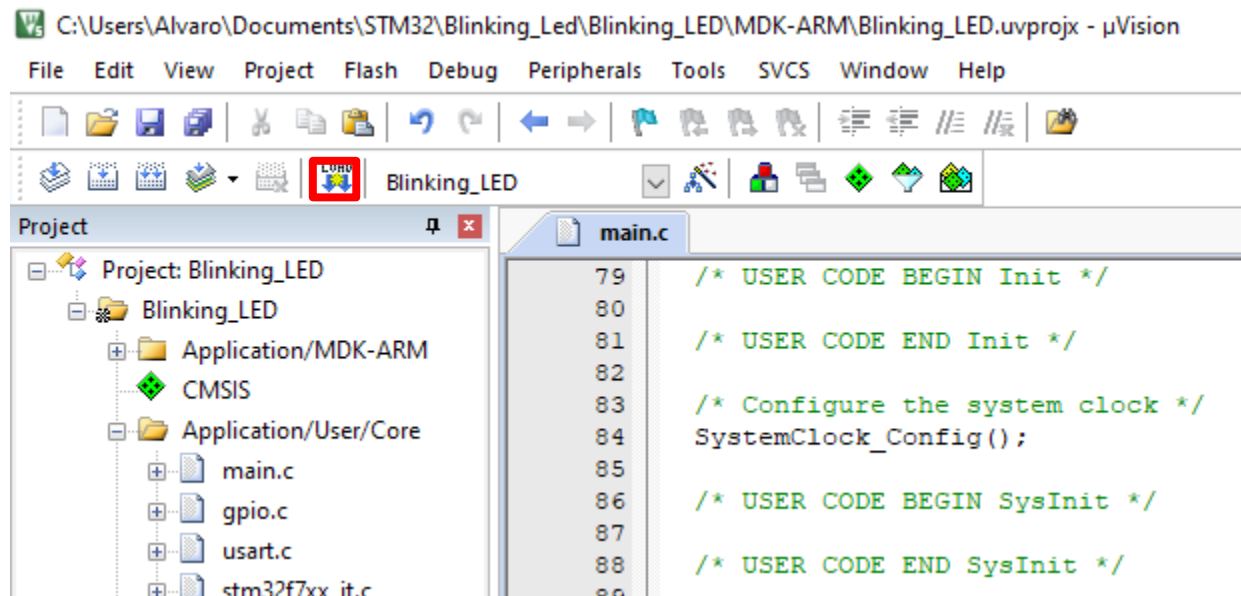 C:\Users\Alvaro\Documents\STM32\Blinking_Led\Blinking_LED\MDK-ARM\Blinking_LED.uvprojx - µVision
File Edit View Project Flash Debug Peripherals Tools SVCS Window Help
LOAD
Blinking_LED
Project
main.c
Project: Blinking_LED
Blinking_LED
Application/MDK-ARM
CMSIS
Application/User/Core
main.c
gpio.c
usart.c
stm32f7xx_it.c
79 /* USER CODE BEGIN Init */
80
81 /* USER CODE END Init */
82
83 /* Configure the system clock */
84 SystemClock_Config();
85
86 /* USER CODE BEGIN SysInit */
87
88 /* USER CODE END SysInit */
89